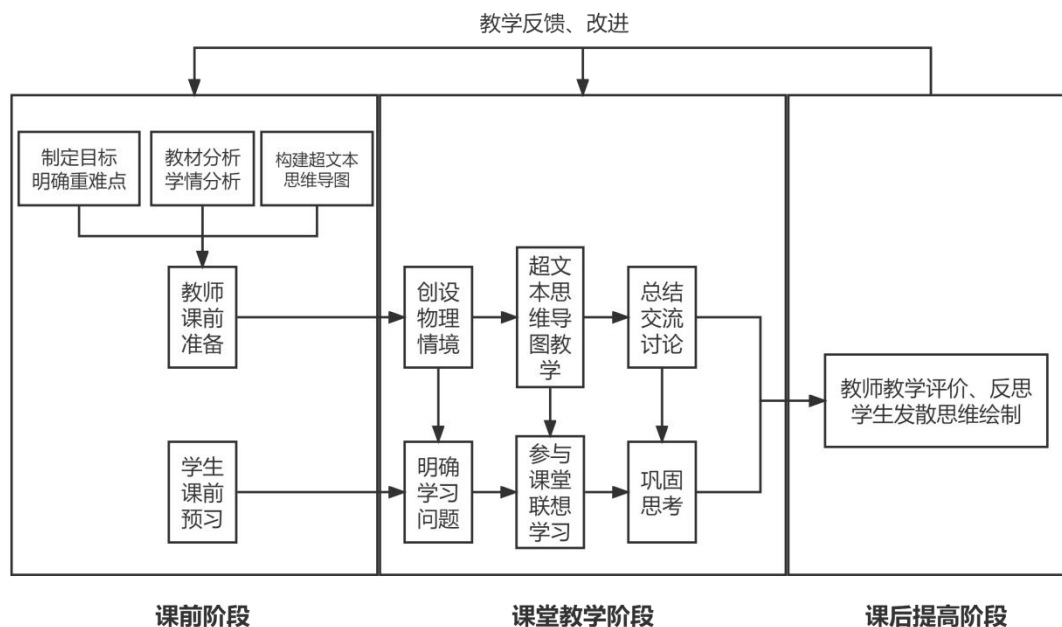 教学反馈、改进
制定目标
明确重难点
教材分析
学情分析
构建超文本
思维导图
教师
课前
准备
创设
物理
情境
超文
本思
维导
图教
学
总结
交流
讨论
教师教学评价、反思
学生发散思维绘制
学生
课前
预习
明确
学习
问题
参与
课堂
联想
学习
巩固
思考
课前阶段
课堂教学阶段
课后提高阶段